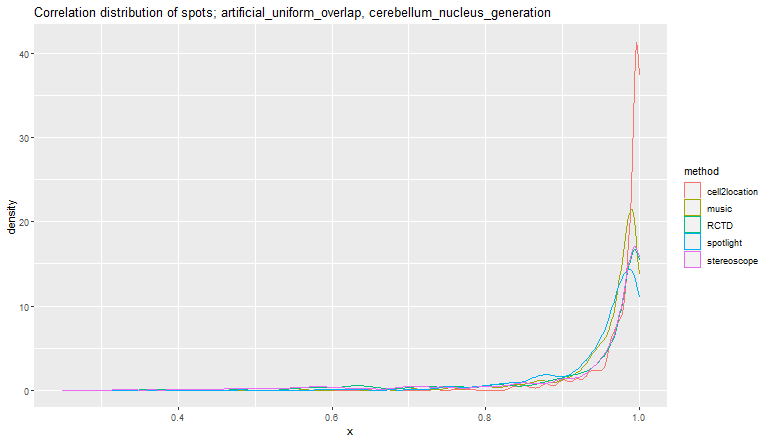 Correlation distribution of spots; artificial_uniform_overlap, cerebellum_nucleus_generation
40
30
20
10
0
density
0.4
0.6
0.8
1.0
x
method
cell2location
music
RCTD
spotlight
stereoscope